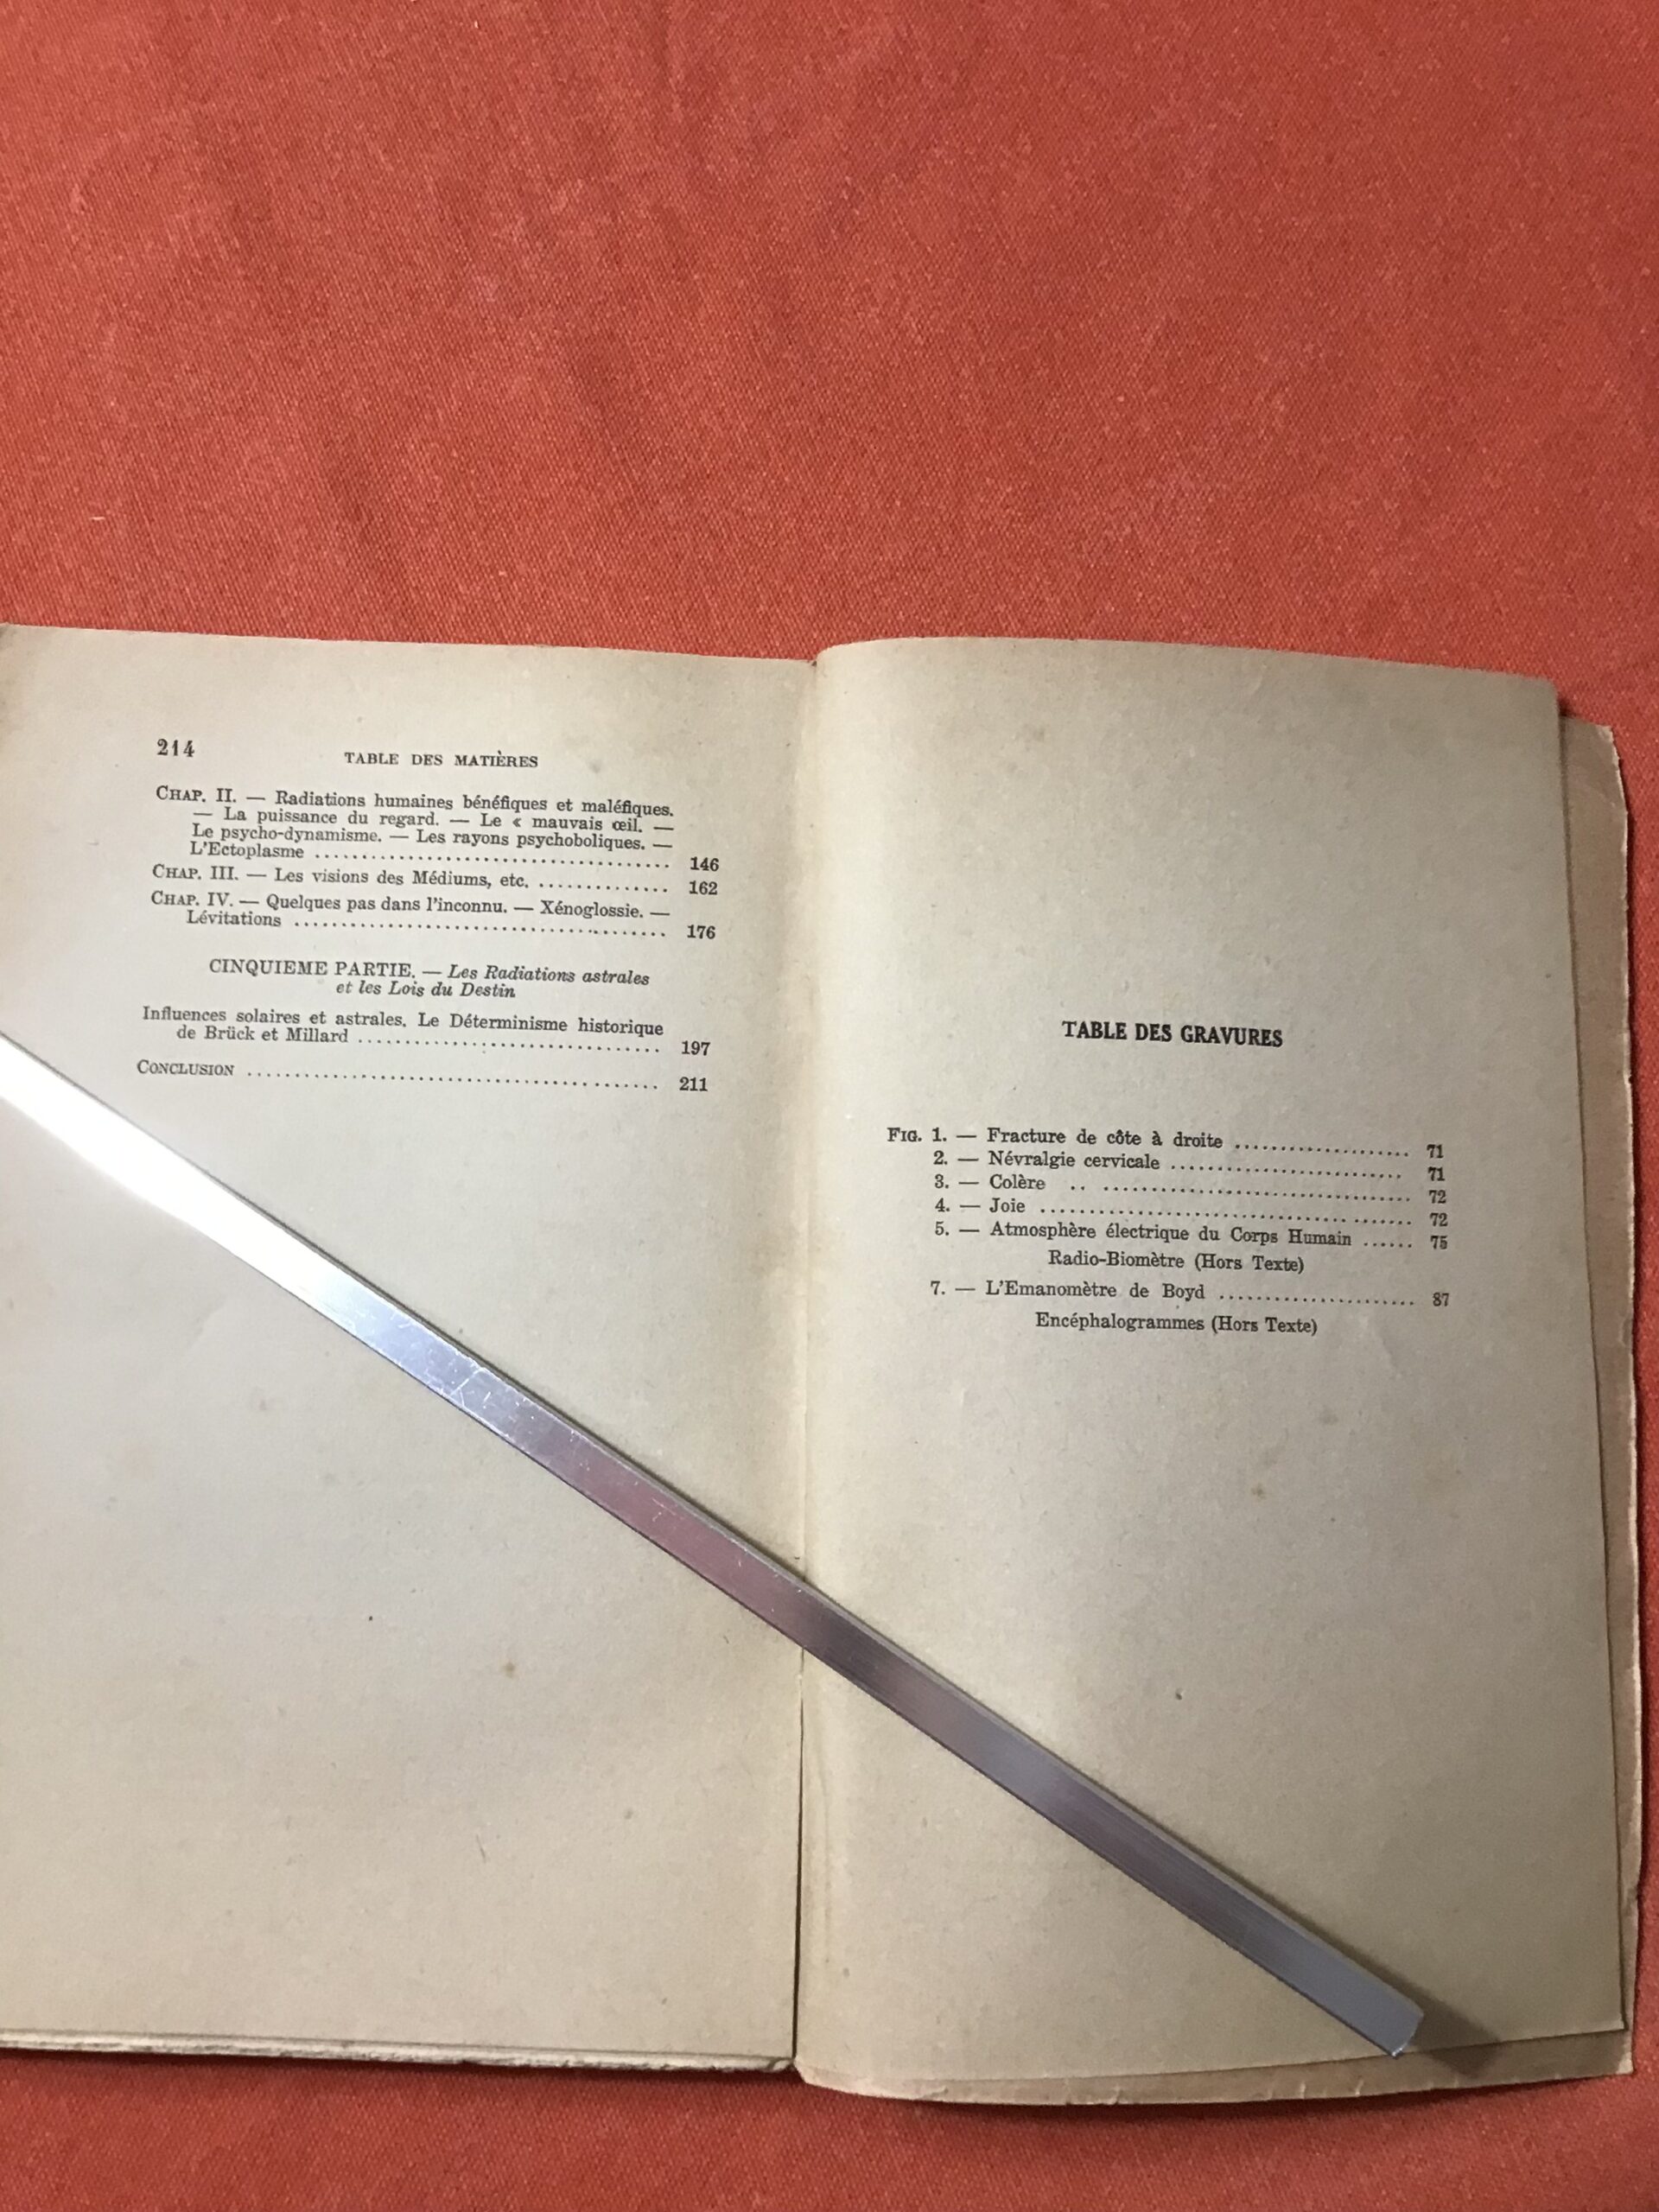 214
TABLE DES MATIÈRES
CHAP. II. — Radiations humaines bénéfiques et maléfiques.
— La puissance du regard. — Le « mauvais œil. —
Le psycho-dynamisme. — Les rayons psychoboliques. —
L'Ectoplasme ........................................ 146
CHAP. III. — Les visions des Médiums, etc. .............. 162
CHAP. IV. — Quelques pas dans l'inconnu. — Xénoglossie. —
Lévitations ........................................ 176
CINQUIEME PARTIE. — Les Radiations astrales
et les Lois du Destin
Influences solaires et astrales. Le Déterminisme historique
de Brück et Millard ................................ 197
CONCLUSION ............................................ 211
TABLE DES GRAVURES
FIG. 1. — Fracture de côte à droite .................... 71
2. — Névralgie cervicale .......................... 71
3. — Colère .. .................................... 72
4. — Joie ........................................ 72
5. — Atmosphère électrique du Corps Humain ...... 75
Radio-Biomètre (Hors Texte)
7. — L'Emanomètre de Boyd ........................ 87
Encéphalogrammes (Hors Texte)